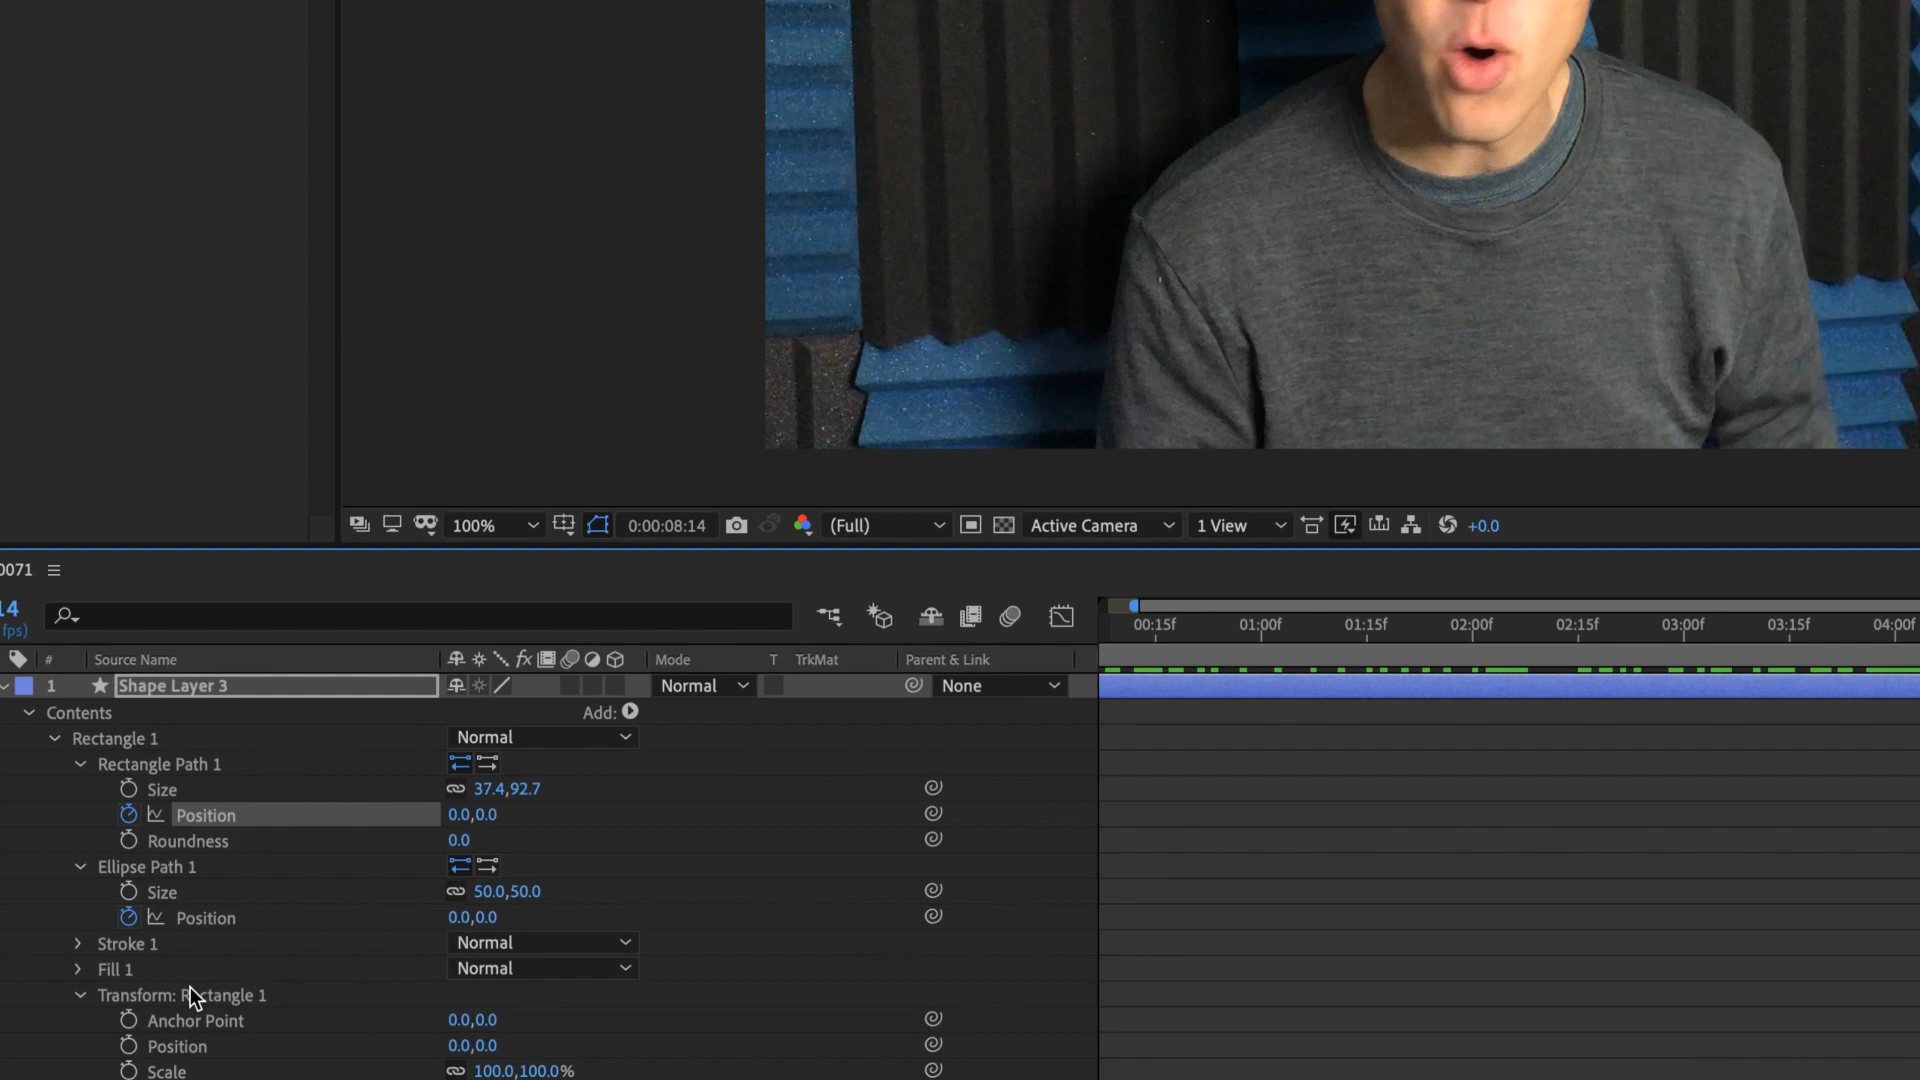 100%
0:00:08:14
(Full)
Active Camera
1 View
+0.0
0071
14
fps)
00:15f 01:00f 01:15f 02:00f 02:15f 03:00f 03:15f 04:00f
# Source Name fx Mode T TrkMat Parent & Link
1 Shape Layer 3 Normal None
Contents Add:
Rectangle 1 Normal
Rectangle Path 1
Size 37.4,92.7
Position 0.0,0.0
Roundness 0.0
Ellipse Path 1
Size 50.0,50.0
Position 0.0,0.0
Stroke 1 Normal
Fill 1 Normal
Transform: Rectangle 1
Anchor Point 0.0,0.0
Position 0.0,0.0
Scale 100.0,100.0%